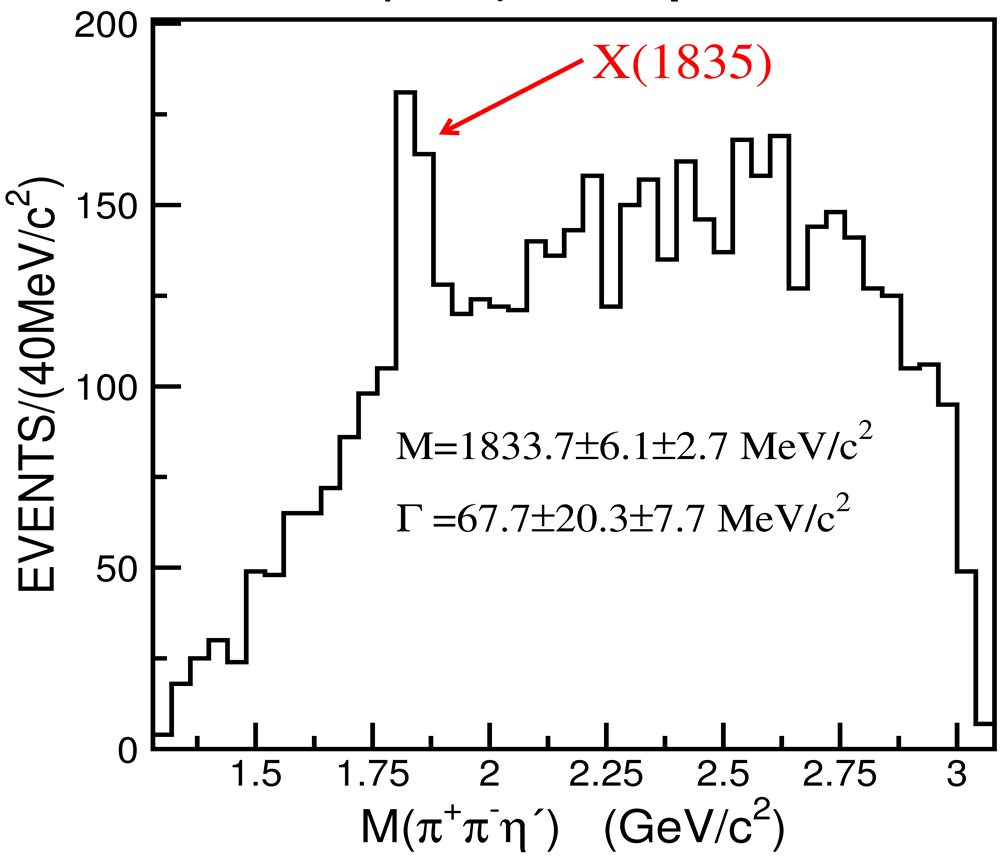 200
X(1835)
150
EVENTS/(40MeV/c²)
100
M=1833.7±6.1±2.7 MeV/c²
Γ =67.7±20.3±7.7 MeV/c²
50
0
1.5 1.75 2 2.25 2.5 2.75 3
M(π⁺π⁻η´) (GeV/c²)